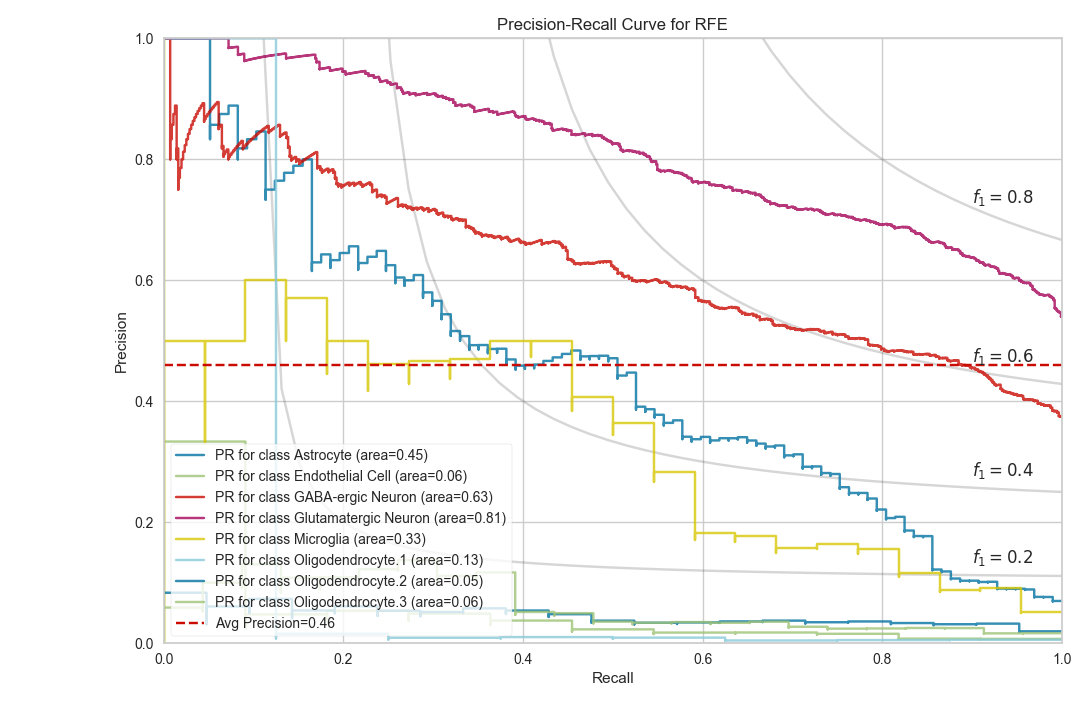 Precision-Recall Curve for RFE
1.0
0.8
0.6
0.4
0.2
0.0
Precision
f1 = 0.8
f1 = 0.6
f1 = 0.4
f1 = 0.2
PR for class Astrocyte (area=0.45)
PR for class Endothelial Cell (area=0.06)
PR for class GABA-ergic Neuron (area=0.63)
PR for class Glutamatergic Neuron (area=0.81)
PR for class Microglia (area=0.33)
PR for class Oligodendrocyte.1 (area=0.13)
PR for class Oligodendrocyte.2 (area=0.05)
PR for class Oligodendrocyte.3 (area=0.06)
Avg Precision=0.46
0.0 0.2 0.4 0.6 0.8 1.0
Recall